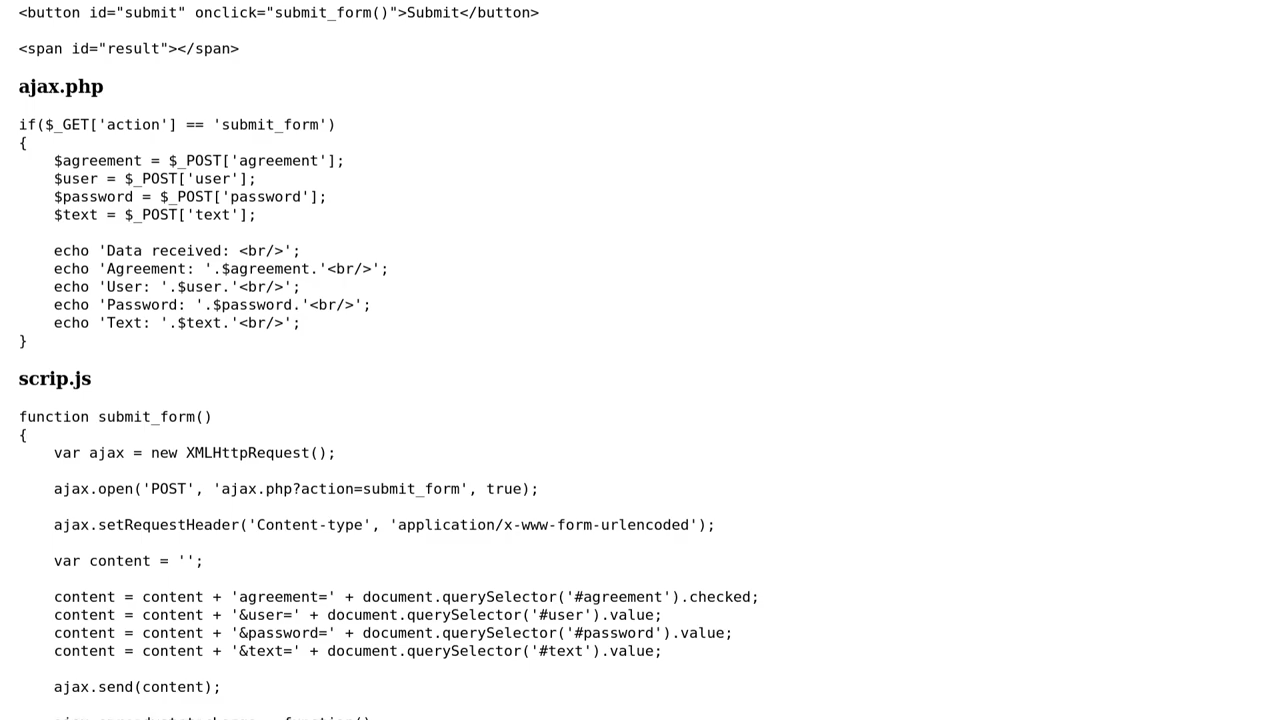 <button id="submit" onclick="submit_form()">Submit</button>
<span id="result"></span>
ajax.php
if($_GET['action'] == 'submit_form')
{
    $agreement = $_POST['agreement'];
    $user = $_POST['user'];
    $password = $_POST['password'];
    $text = $_POST['text'];
    echo 'Data received: <br/>';
    echo 'Agreement: '.$agreement.'<br/>';
    echo 'User: '.$user.'<br/>';
    echo 'Password: '.$password.'<br/>';
    echo 'Text: '.$text.'<br/>';
}
scrip.js
function submit_form()
{
    var ajax = new XMLHttpRequest();
    ajax.open('POST', 'ajax.php?action=submit_form', true);
    ajax.setRequestHeader('Content-type', 'application/x-www-form-urlencoded');
    var content = '';
    content = content + 'agreement=' + document.querySelector('#agreement').checked;
    content = content + '&user=' + document.querySelector('#user').value;
    content = content + '&password=' + document.querySelector('#password').value;
    content = content + '&text=' + document.querySelector('#text').value;
    ajax.send(content);